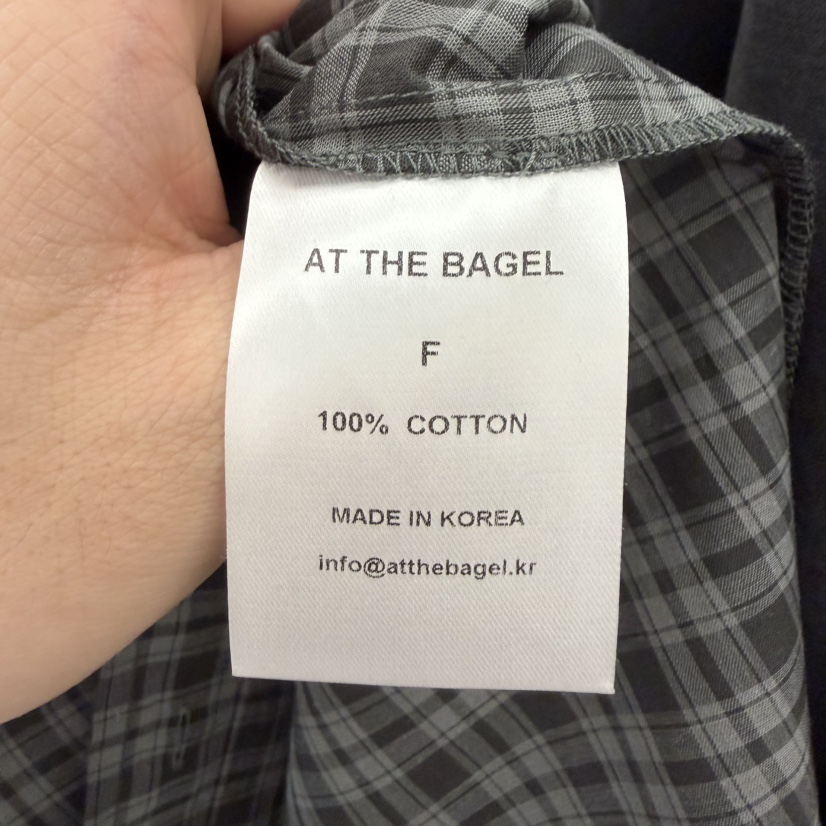 AT THE BAGEL
F
100% COTTON
MADE IN KOREA
info@atthebagel.kr